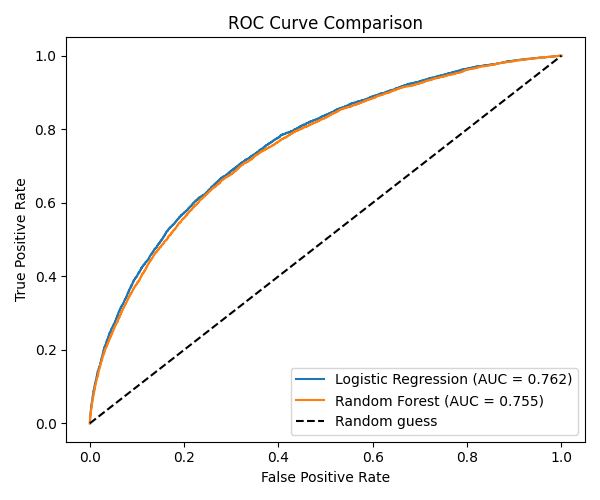 ROC Curve Comparison
True Positive Rate
1.0
0.8
0.6
0.4
0.2
0.0
Logistic Regression (AUC = 0.762)
Random Forest (AUC = 0.755)
Random guess
0.0 0.2 0.4 0.6 0.8 1.0
False Positive Rate